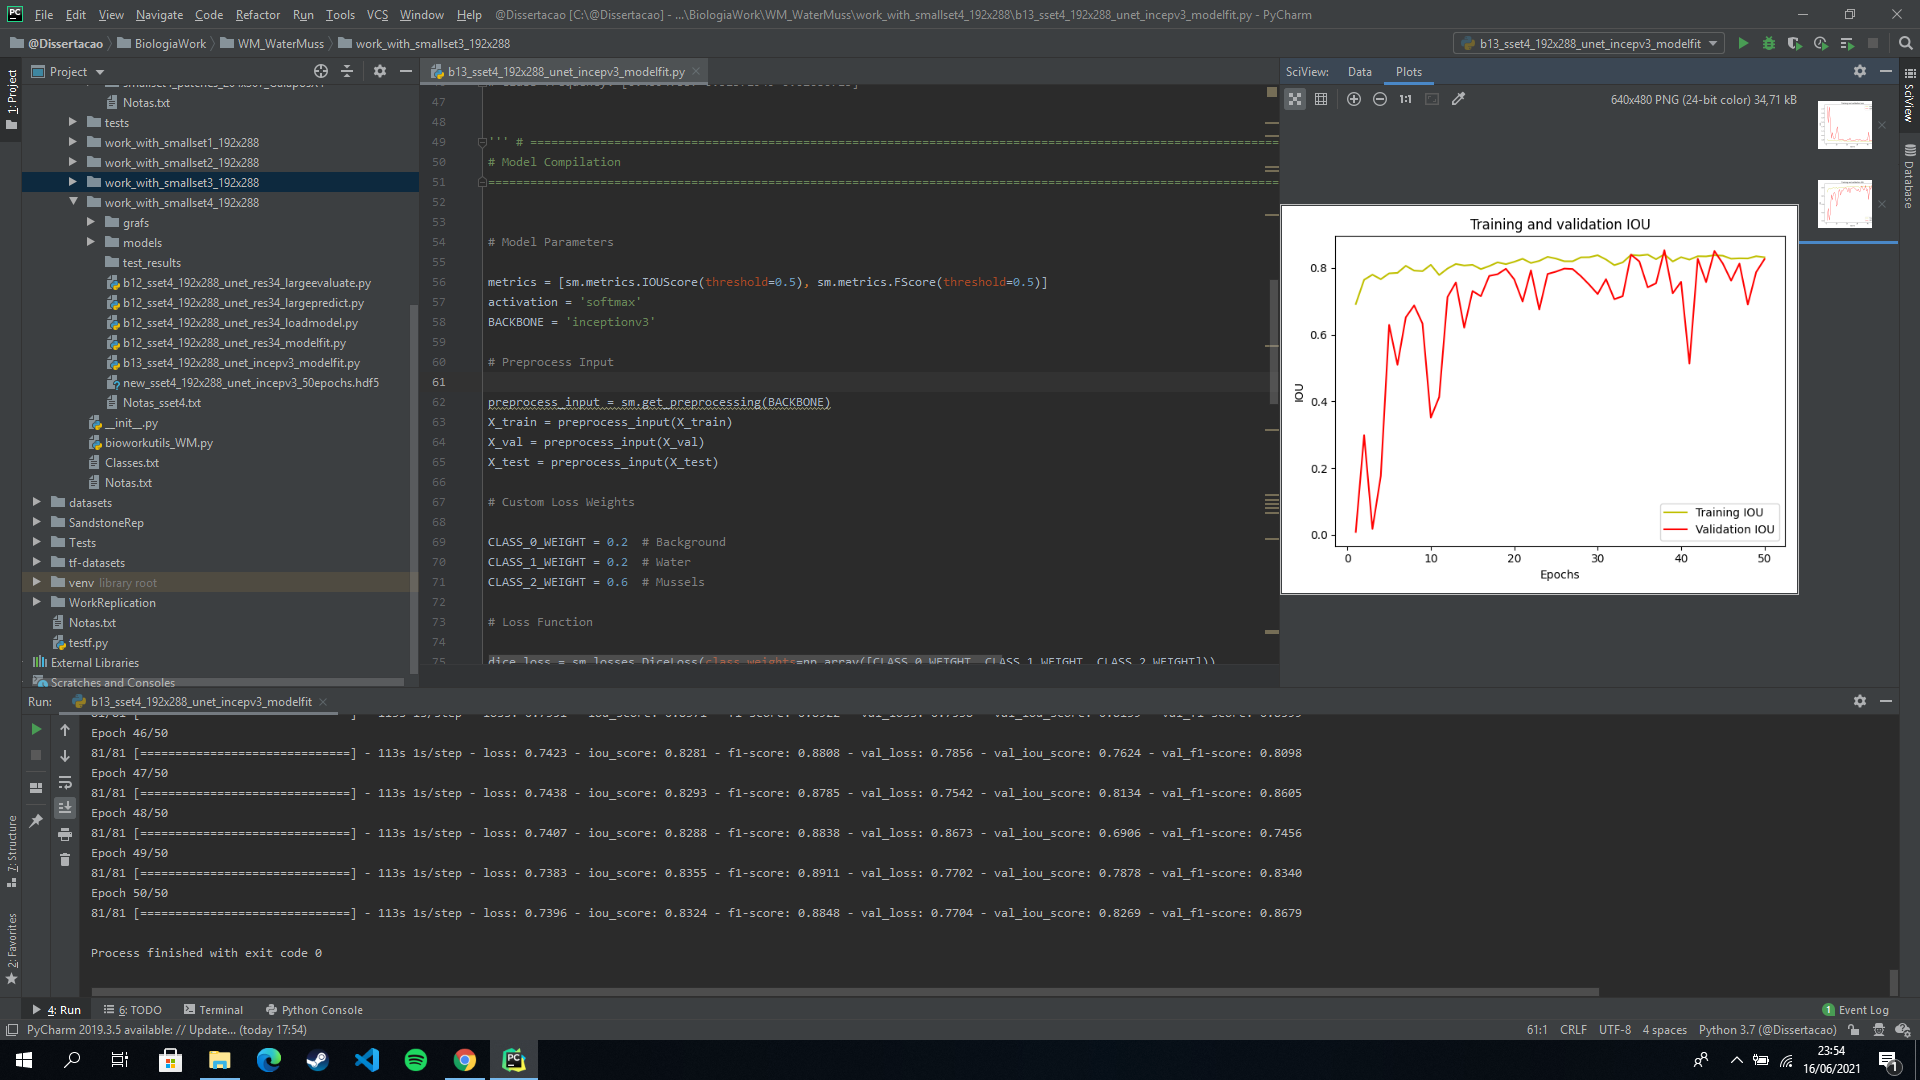 File Edit View Navigate Code Refactor Run Tools VCS Window Help @Dissertacao [C:\@Dissertacao] - ...\BiologiaWork\WM_WaterMuss\work_with_smallset4_192x288\b13_sset4_192x288_unet_incepv3_modelfit.py - PyCharm
@Dissertacao BiologiaWork WM_WaterMuss work_with_smallset3_192x288 b13_sset4_192x288_unet_incepv3_modelfit
1: Project
Project
Notas.txt
tests
work_with_smallset1_192x288
work_with_smallset2_192x288
work_with_smallset3_192x288
work_with_smallset4_192x288
grafs
models
test_results
b12_sset4_192x288_unet_res34_largeevaluate.py
b12_sset4_192x288_unet_res34_largepredict.py
b12_sset4_192x288_unet_res34_loadmodel.py
b12_sset4_192x288_unet_res34_modelfit.py
b13_sset4_192x288_unet_incepv3_modelfit.py
new_sset4_192x288_unet_incepv3_50epochs.hdf5
Notas_sset4.txt
__init__.py
bioworkutils_WM.py
Classes.txt
Notas.txt
datasets
SandstoneRep
Tests
tf-datasets
venv library root
WorkReplication
Notas.txt
testf.py
External Libraries
Scratches and Consoles
b13_sset4_192x288_unet_incepv3_modelfit.py
47
48
49 ''' # ====================
50 # Model Compilation
51 ====================
52
53
54 # Model Parameters
55
56 metrics = [sm.metrics.IOUScore(threshold=0.5), sm.metrics.FScore(threshold=0.5)]
57 activation = 'softmax'
58 BACKBONE = 'inceptionv3'
59
60 # Preprocess Input
61
62 preprocess_input = sm.get_preprocessing(BACKBONE)
63 X_train = preprocess_input(X_train)
64 X_val = preprocess_input(X_val)
65 X_test = preprocess_input(X_test)
66
67 # Custom Loss Weights
68
69 CLASS_0_WEIGHT = 0.2 # Background
70 CLASS_1_WEIGHT = 0.2 # Water
71 CLASS_2_WEIGHT = 0.6 # Mussels
72
73 # Loss Function
74
75 dice_loss = sm.losses.DiceLoss(class_weights=np.array([CLASS_0_WEIGHT, CLASS_1_WEIGHT, CLASS_2_WEIGHT]))
SciView: Data Plots
1:1 640x480 PNG (24-bit color) 34,71 kB
SciView
Database
Training and validation IOU
0.8
0.6
0.4
0.2
0.0
IOU
Training IOU
Validation IOU
0 10 20 30 40 50
Epochs
Run: b13_sset4_192x288_unet_incepv3_modelfit
Epoch 46/50
81/81 [==============================] - 113s 1s/step - loss: 0.7423 - iou_score: 0.8281 - f1-score: 0.8808 - val_loss: 0.7856 - val_iou_score: 0.7624 - val_f1-score: 0.8098
Epoch 47/50
81/81 [==============================] - 113s 1s/step - loss: 0.7438 - iou_score: 0.8293 - f1-score: 0.8785 - val_loss: 0.7542 - val_iou_score: 0.8134 - val_f1-score: 0.8605
Epoch 48/50
81/81 [==============================] - 113s 1s/step - loss: 0.7407 - iou_score: 0.8288 - f1-score: 0.8838 - val_loss: 0.8673 - val_iou_score: 0.6906 - val_f1-score: 0.7456
Epoch 49/50
81/81 [==============================] - 113s 1s/step - loss: 0.7383 - iou_score: 0.8355 - f1-score: 0.8911 - val_loss: 0.7702 - val_iou_score: 0.7878 - val_f1-score: 0.8340
Epoch 50/50
81/81 [==============================] - 113s 1s/step - loss: 0.7396 - iou_score: 0.8324 - f1-score: 0.8848 - val_loss: 0.7704 - val_iou_score: 0.8269 - val_f1-score: 0.8679
Process finished with exit code 0
7: Structure
2: Favorites
4: Run 6: TODO Terminal Python Console 1 Event Log
PyCharm 2019.3.5 available: // Update... (today 17:54) 61:1 CRLF UTF-8 4 spaces Python 3.7 (@Dissertacao)
23:54
16/06/2021
1